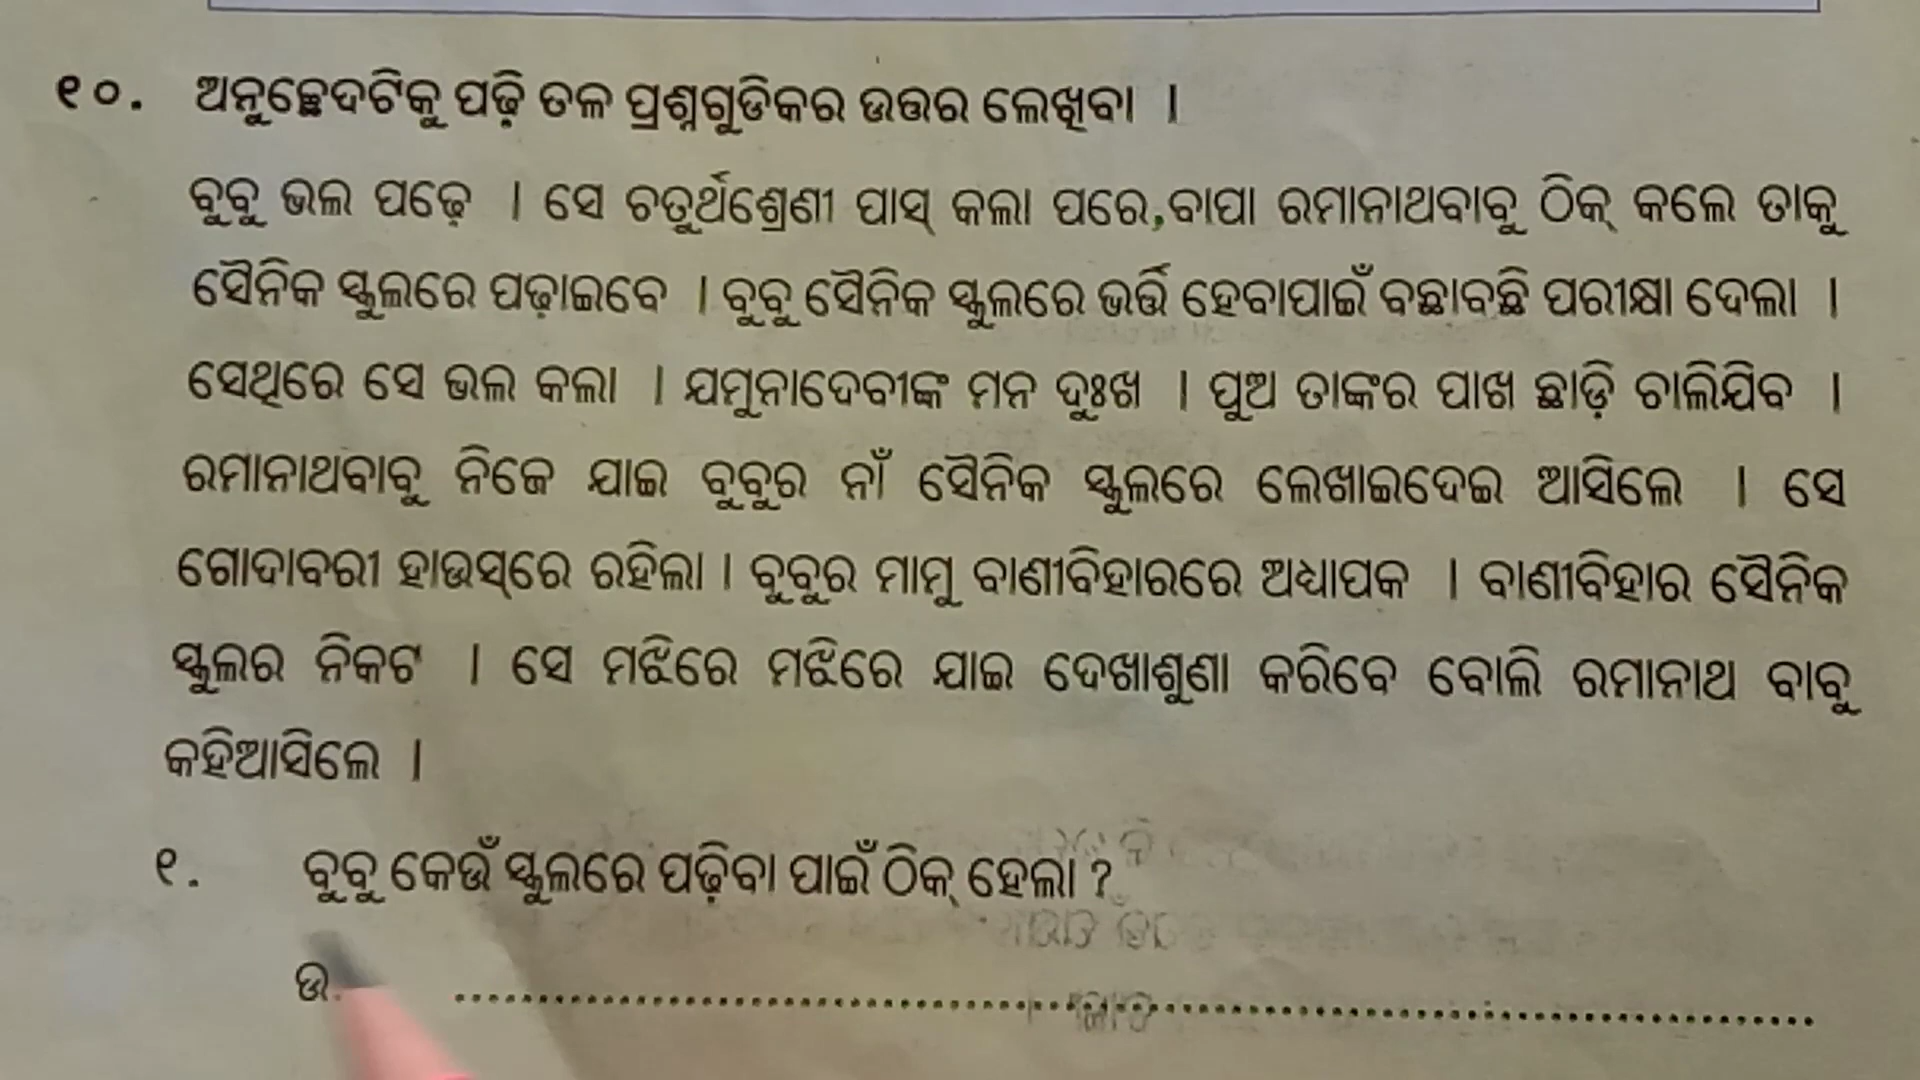 ୧୦. ଅନୁଚ୍ଛେଦଟିକୁ ପଢ଼ି ତଳ ପ୍ରଶ୍ନଗୁଡିକର ଉତ୍ତର ଲେଖିବା ।
ବୁବୁ ଭଲ ପଢ଼େ । ସେ ଚତୁର୍ଥଶ୍ରେଣୀ ପାସ୍ କଲା ପରେ,ବାପା ରମାନାଥବାବୁ ଠିକ୍ କଲେ ତାକୁ
ସୈନିକ ସ୍କୁଲରେ ପଢ଼ାଇବେ । ବୁବୁ ସୈନିକ ସ୍କୁଲରେ ଭର୍ତ୍ତି ହେବାପାଇଁ ବଛାବଛି ପରୀକ୍ଷା ଦେଲା ।
ସେଥିରେ ସେ ଭଲ କଲା । ଯମୁନାଦେବୀଙ୍କ ମନ ଦୁଃଖ । ପୁଅ ତାଙ୍କର ପାଖ ଛାଡ଼ି ଚାଲିଯିବ ।
ରମାନାଥବାବୁ ନିଜେ ଯାଇ ବୁବୁର ନାଁ ସୈନିକ ସ୍କୁଲରେ ଲେଖାଇଦେଇ ଆସିଲେ । ସେ
ଗୋଦାବରୀ ହାଉସ୍‌ରେ ରହିଲା । ବୁବୁର ମାମୁ ବାଣୀବିହାରରେ ଅଧ୍ୟାପକ । ବାଣୀବିହାର ସୈନିକ
ସ୍କୁଲର ନିକଟ । ସେ ମଝିରେ ମଝିରେ ଯାଇ ଦେଖାଶୁଣା କରିବେ ବୋଲି ରମାନାଥ ବାବୁ
କହିଆସିଲେ ।
୧. ବୁବୁ କେଉଁ ସ୍କୁଲରେ ପଢ଼ିବା ପାଇଁ ଠିକ୍ ହେଲା ?
ଉ.